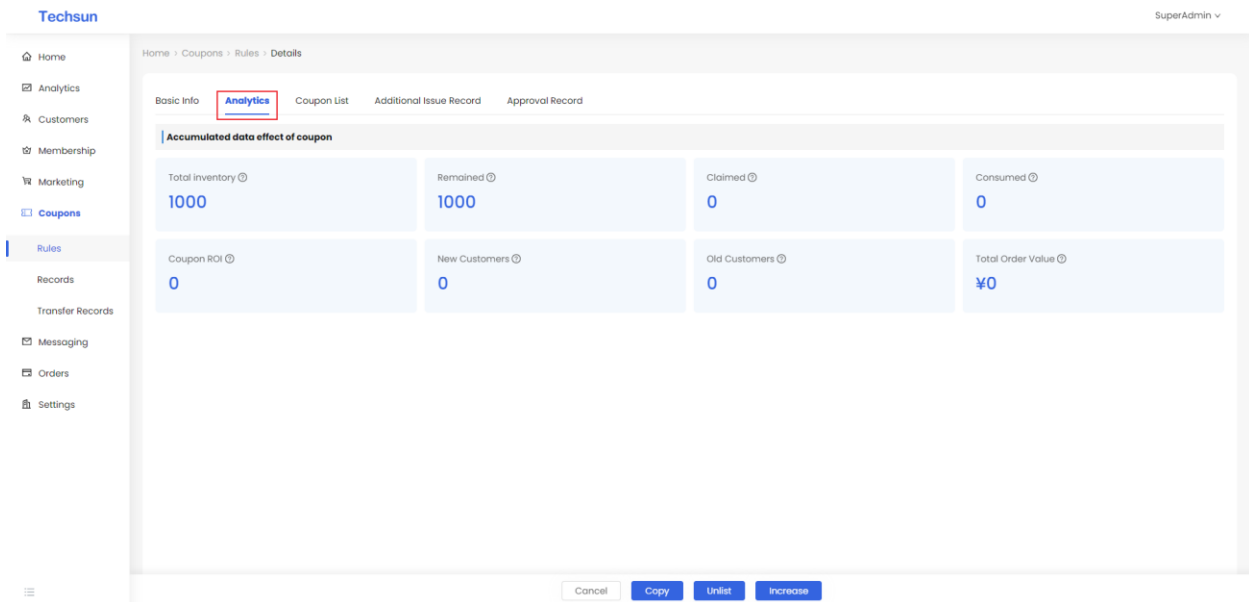 Techsun
SuperAdmin
Home
Analytics
Customers
Membership
Marketing
Coupons
Rules
Records
Transfer Records
Messaging
Orders
Settings
Home > Coupons > Rules > Details
Basic Info Analytics Coupon List Additional Issue Record Approval Record
Accumulated data effect of coupon
Total inventory Remained Claimed Consumed
1000 1000 0 0
Coupon ROI New Customers Old Customers Total Order Value
0 0 0 ¥0
Cancel Copy Unlist Increase